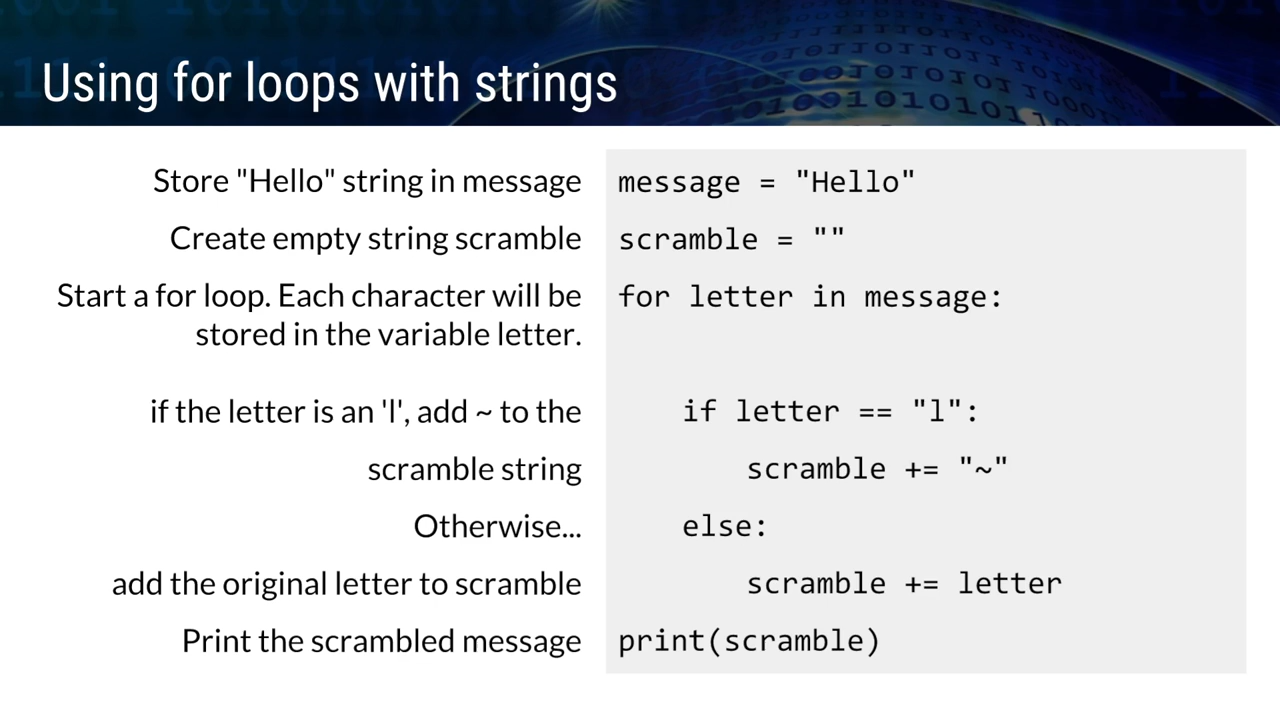 Using for loops with strings
Store "Hello" string in message
message = "Hello"
Create empty string scramble
scramble = ""
Start a for loop. Each character will be
stored in the variable letter.
for letter in message:
if the letter is an 'l', add ~ to the
if letter == "l":
scramble string
scramble += "~"
Otherwise...
else:
add the original letter to scramble
scramble += letter
Print the scrambled message
print(scramble)